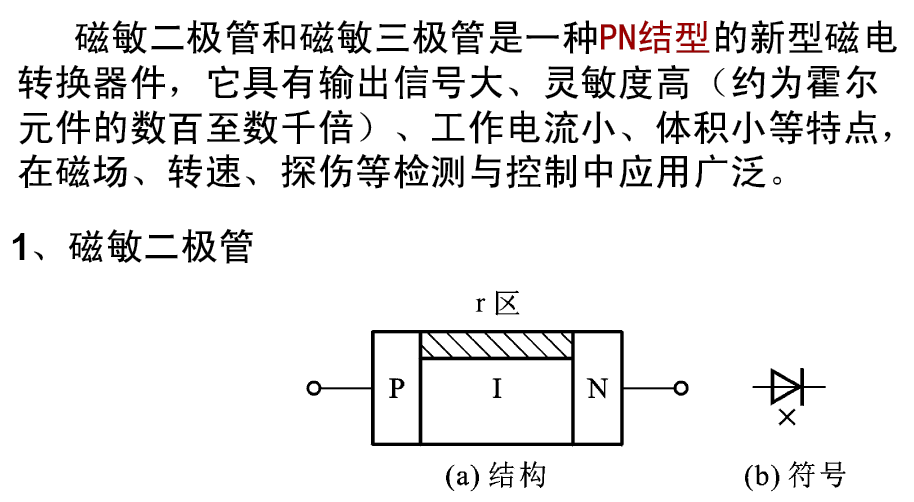 磁敏二极管和磁敏三极管是一种PN结型的新型磁电
转换器件，它具有输出信号大、灵敏度高（约为霍尔
元件的数百至数千倍）、工作电流小、体积小等特点，
在磁场、转速、探伤等检测与控制中应用广泛。
1、磁敏二极管
r 区
P I N
(a) 结构 (b) 符号